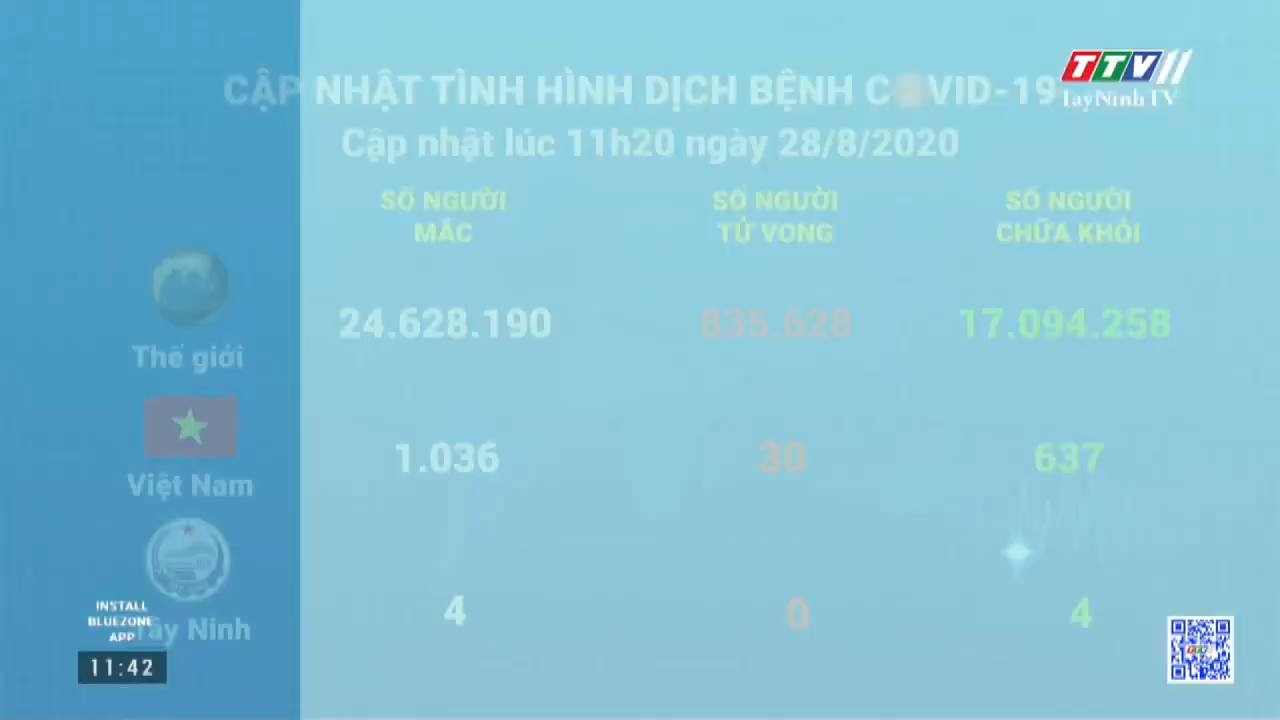 TTV11
TayNinhTV
CẬP NHẬT TÌNH HÌNH DỊCH BỆNH COVID-19
Cập nhật lúc 11h20 ngày 28/8/2020
SỐ NGƯỜI MẮC
SỐ NGƯỜI TỬ VONG
SỐ NGƯỜI CHỮA KHỎI
Thế giới
24.628.190
835.628
17.094.258
Việt Nam
1.036
30
637
Tây Ninh
4
0
4
INSTALL
BLUEZONE
APP
11:42
TTV